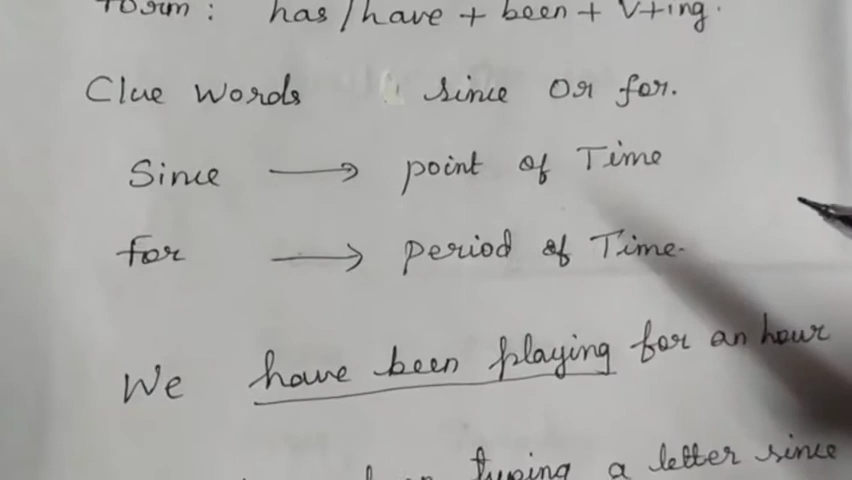 form : has / have + been + V+ing.
Clue Words since or for.
Since → point of Time
for → period of Time.
We have been playing for an hour
typing a letter since